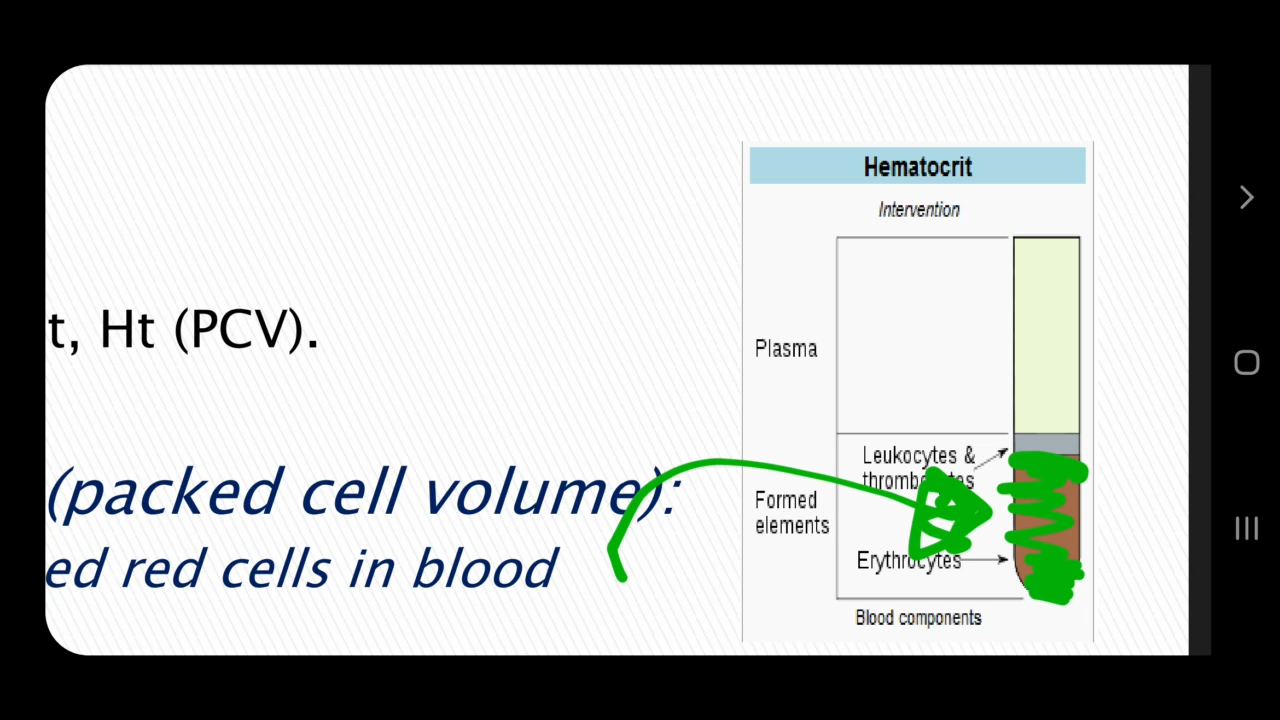 t, Ht (PCV).
(packed cell volume):
ed red cells in blood
Hematocrit
Intervention
Plasma
Leukocytes &
thrombocytes
Formed
elements
Erythrocytes
Blood components